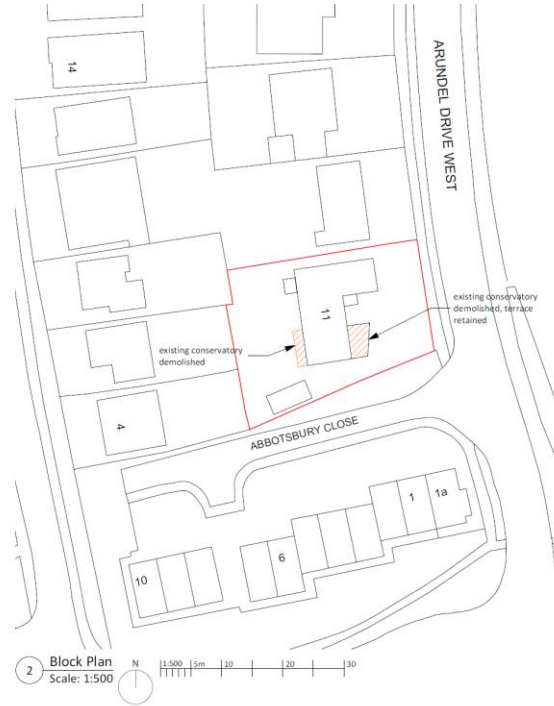 14
ARUNDEL DRIVE WEST
11
existing conservatory
demolished, terrace
retained
existing conservatory
demolished
4
ABBOTSBURY CLOSE
1
1a
6
10
2
Block Plan
Scale: 1:500
N
1:500
5m
10
20
30